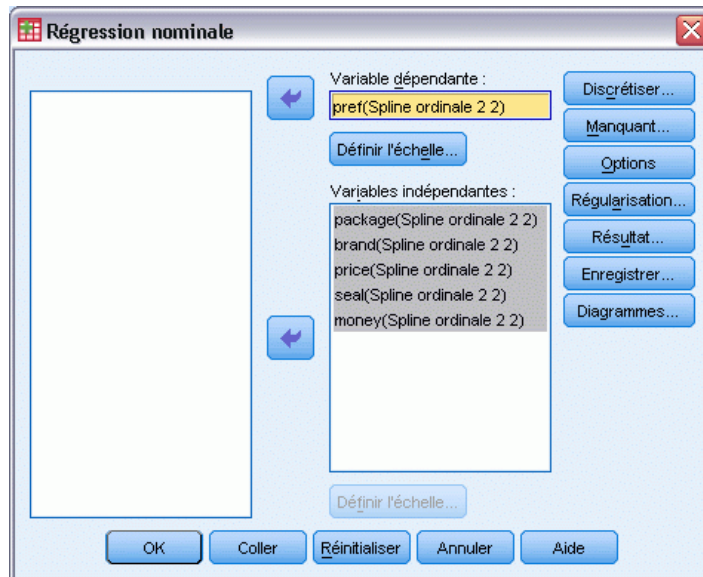 Régression nominale
Variable dépendante :
pref(Spline ordinale 2 2)
Définir l'échelle...
Variables indépendantes :
package(Spline ordinale 2 2)
brand(Spline ordinale 2 2)
price(Spline ordinale 2 2)
seal(Spline ordinale 2 2)
money(Spline ordinale 2 2)
Définir l'échelle...
Discrétiser...
Manquant...
Options
Régularisation...
Résultat...
Enregistrer...
Diagrammes...
OK
Coller
Réinitialiser
Annuler
Aide